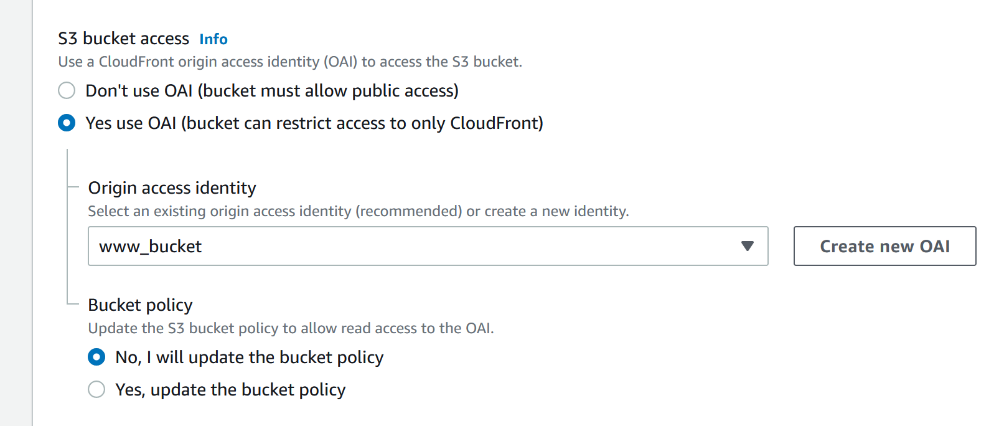 S3 bucket access Info
Use a CloudFront origin access identity (OAI) to access the S3 bucket.
Don't use OAI (bucket must allow public access)
Yes use OAI (bucket can restrict access to only CloudFront)
Origin access identity
Select an existing origin access identity (recommended) or create a new identity.
www_bucket
Create new OAI
Bucket policy
Update the S3 bucket policy to allow read access to the OAI.
No, I will update the bucket policy
Yes, update the bucket policy